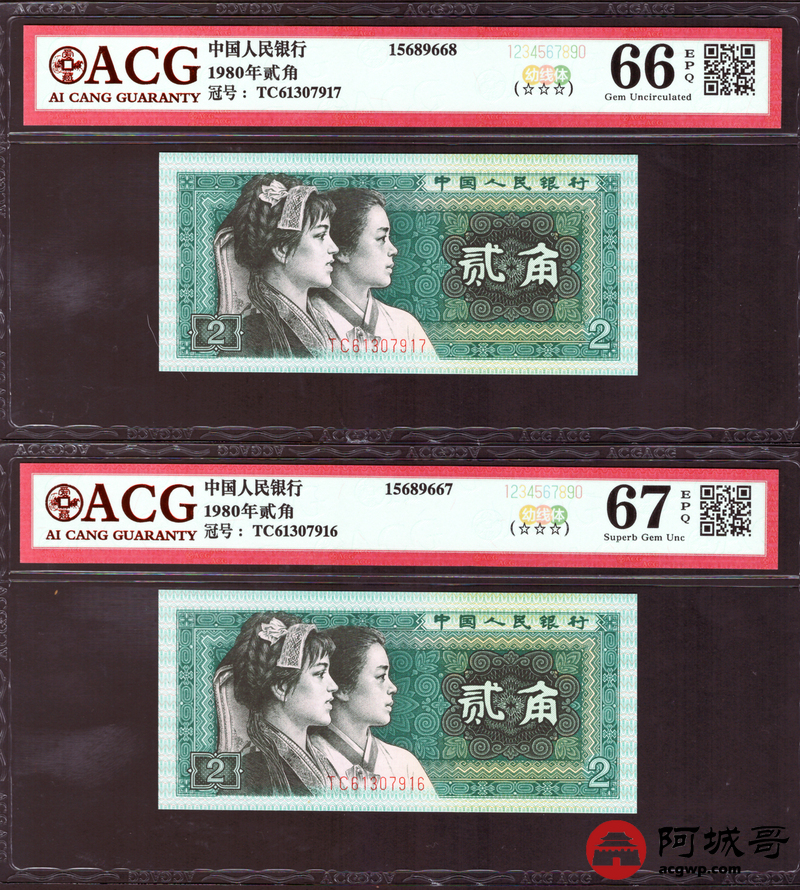 ACG
AI CANG GUARANTY
中国人民银行
1980年贰角
冠号： TC61307917
15689668
1234567890
幼线体
(☆☆☆)
66
EPQ
Gem Uncirculated
中国人民银行
贰角
2
TC61307917
2
ACG
AI CANG GUARANTY
中国人民银行
1980年贰角
冠号： TC61307916
15689667
1234567890
幼线体
(☆☆☆)
67
EPQ
Superb Gem Unc
中国人民银行
贰角
2
TC61307916
2
阿城哥
acgwp.com